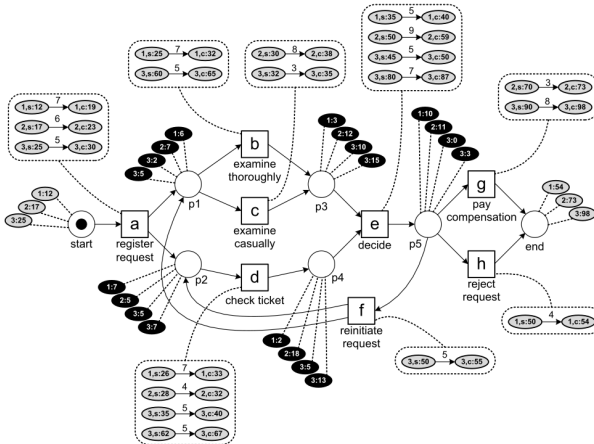 1,s:25 7 1,c:32
3,s:60 5 3,c:65
2,s:30 8 2,c:38
3,s:32 3 3,c:35
1,s:35 5 1,c:40
2,s:50 9 2,c:59
3,s:45 5 3,c:50
3,s:80 7 3,c:87
2,s:70 3 2,c:73
3,s:90 8 3,c:98
1,s:12 7 1,c:19
2,s:17 6 2,c:23
3,s:25 5 3,c:30
1:6
2:7
3:2
3:5
1:3
2:12
3:10
3:15
1:10
2:11
3:0
3:3
1:12
2:17
3:25
1:54
2:73
3:98
b
examine
thoroughly
p1
p3
c
examine
casually
g
pay
compensation
start
a
register
request
e
decide
p5
end
p2
d
check ticket
p4
h
reject
request
f
reinitiate
request
1:7
2:5
3:5
3:7
1:2
2:18
3:5
3:13
1,s:50 4 1,c:54
3,s:50 5 3,c:55
1,s:26 7 1,c:33
2,s:28 4 2,c:32
3,s:35 5 3,c:40
3,s:62 5 3,c:67